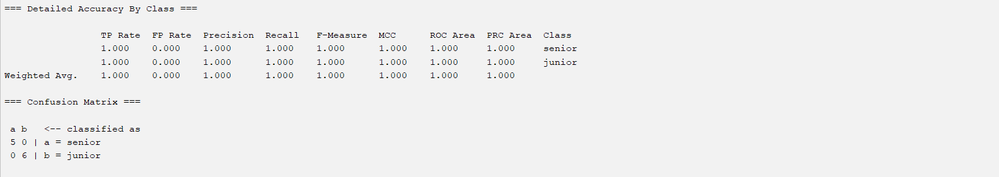 === Detailed Accuracy By Class ===
TP Rate  FP Rate  Precision  Recall   F-Measure  MCC      ROC Area  PRC Area  Class
1.000    0.000    1.000      1.000    1.000      1.000    1.000     1.000     senior
1.000    0.000    1.000      1.000    1.000      1.000    1.000     1.000     junior
Weighted Avg.    1.000    0.000    1.000      1.000    1.000      1.000    1.000     1.000
=== Confusion Matrix ===
a b   <-- classified as
5 0 | a = senior
0 6 | b = junior